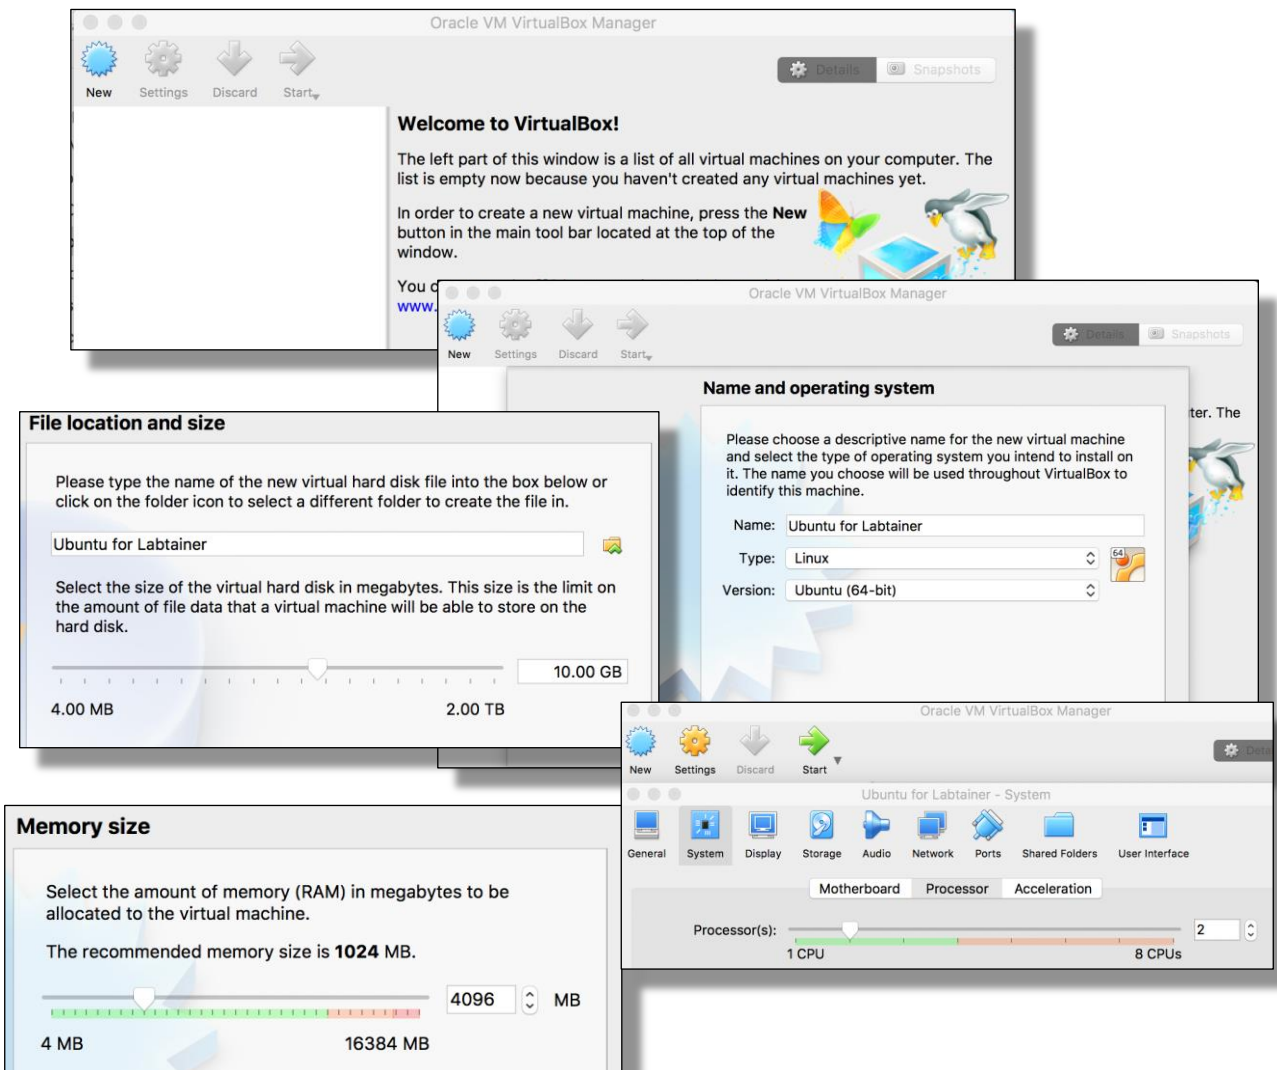 Oracle VM VirtualBox Manager
New Settings Discard Start
Details Snapshots
Welcome to VirtualBox!
The left part of this window is a list of all virtual machines on your computer. The
list is empty now because you haven't created any virtual machines yet.
In order to create a new virtual machine, press the New
button in the main tool bar located at the top of the
window.
You
www.
Oracle VM VirtualBox Manager
New Settings Discard Start
Details Snapshots
Name and operating system
The
Please choose a descriptive name for the new virtual machine
and select the type of operating system you intend to install on
it. The name you choose will be used throughout VirtualBox to
identify this machine.
Name: Ubuntu for Labtainer
Type: Linux
64
Version: Ubuntu (64-bit)
File location and size
Please type the name of the new virtual hard disk file into the box below or
click on the folder icon to select a different folder to create the file in.
Ubuntu for Labtainer
Select the size of the virtual hard disk in megabytes. This size is the limit on
the amount of file data that a virtual machine will be able to store on the
hard disk.
10.00 GB
4.00 MB 2.00 TB
Oracle VM VirtualBox Manager
New Settings Discard Start
Ubuntu for Labtainer - System
General System Display Storage Audio Network Ports Shared Folders User Interface
Motherboard Processor Acceleration
Processor(s): 2
1 CPU 8 CPUs
Memory size
Select the amount of memory (RAM) in megabytes to be
allocated to the virtual machine.
The recommended memory size is 1024 MB.
4096 MB
4 MB 16384 MB